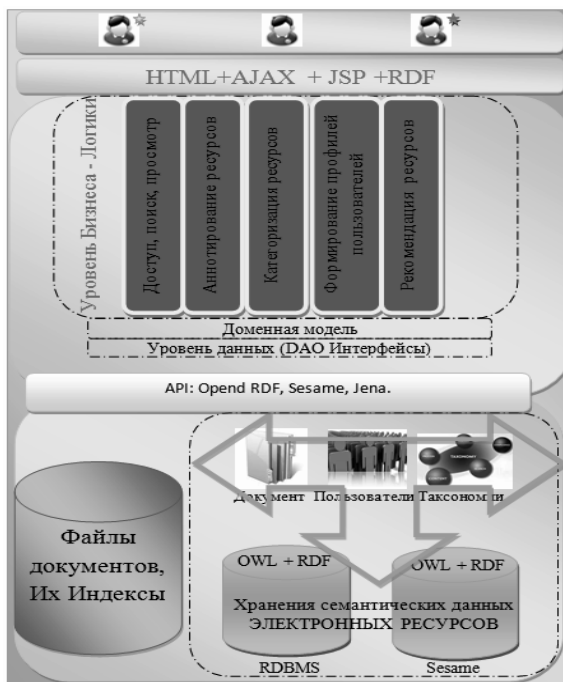 HTML+AJAX + JSP +RDF
Уровень Бизнеса - Логики
Доступ, поиск, просмотр
Аннотирование ресурсов
Категоризация ресурсов
Формирование профилей
пользователей
Рекомендация ресурсов
Доменная модель
Уровень данных (DAO Интерфейсы)
API: Opend RDF, Sesame, Jena.
Документ Пользователи Таксономии
Файлы
документов,
Их Индексы
OWL + RDF
OWL + RDF
Хранения семантических данных
ЭЛЕКТРОННЫХ РЕСУРСОВ
RDBMS
Sesame